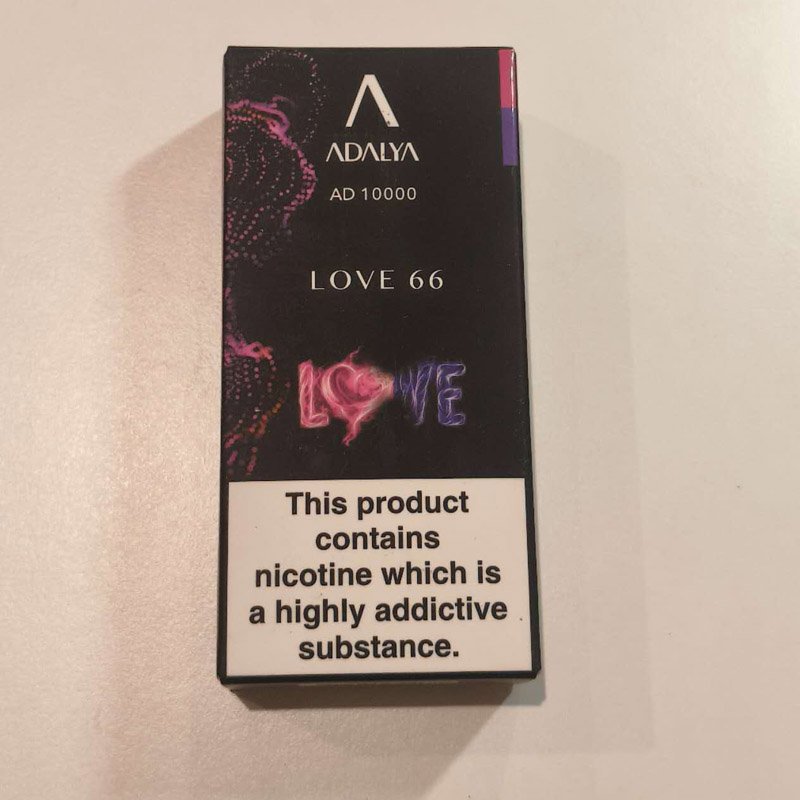 ADALYA
AD 10000
LOVE 66
LOVE
This product
contains
nicotine which is
a highly addictive
substance.